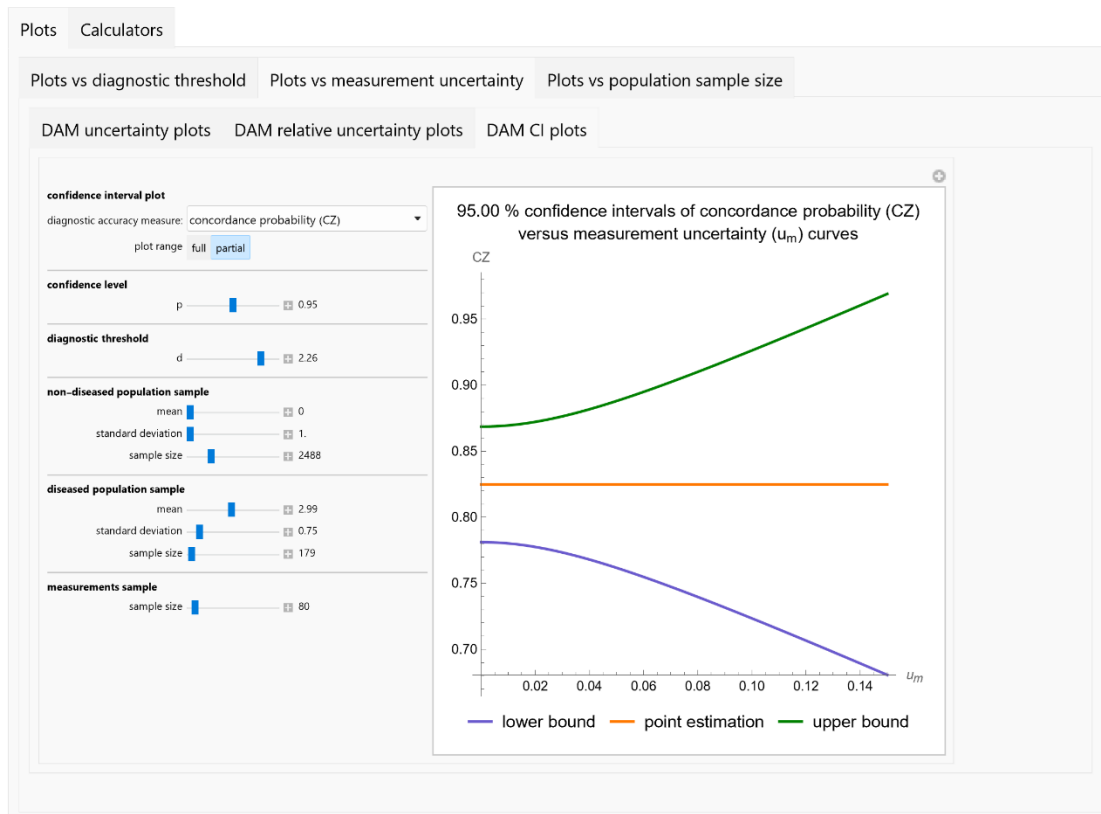 Plots Calculators
Plots vs diagnostic threshold Plots vs measurement uncertainty Plots vs population sample size
DAM uncertainty plots DAM relative uncertainty plots DAM CI plots
confidence interval plot
diagnostic accuracy measure: concordance probability (CZ)
plot range full partial
confidence level
p 0.95
diagnostic threshold
d 2.26
non-diseased population sample
mean 0
standard deviation 1.
sample size 2488
diseased population sample
mean 2.99
standard deviation 0.75
sample size 179
measurements sample
sample size 80
95.00 % confidence intervals of concordance probability (CZ)
versus measurement uncertainty (um) curves
CZ
0.95
0.90
0.85
0.80
0.75
0.70
0.02 0.04 0.06 0.08 0.10 0.12 0.14 um
lower bound point estimation upper bound